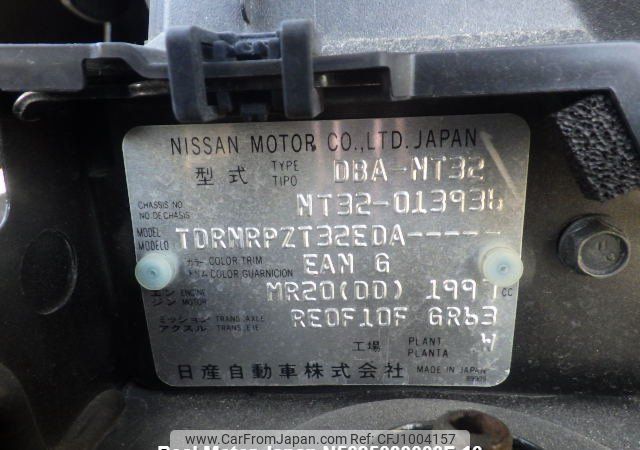 NISSAN MOTOR CO.,LTD. JAPAN
型式 TYPE TIPO DBA-NT32
CHASSIS NO. NO. DE CHASIS NT32-013936
MODEL MODELO TDRNRPZT32EDA-----
カラー COLOR TRIM COLOR GUARNICION EAN G
エンジン ENGINE MOTOR MR20(DD) 1997 CC
ミッション アクスル TRANS. AXLE TRANS. EJE RE0F10F GR63
工場 PLANT PLANTA W
日産自動車株式会社 MADE IN JAPAN
www.CarFromJapan.com CFJ1004157